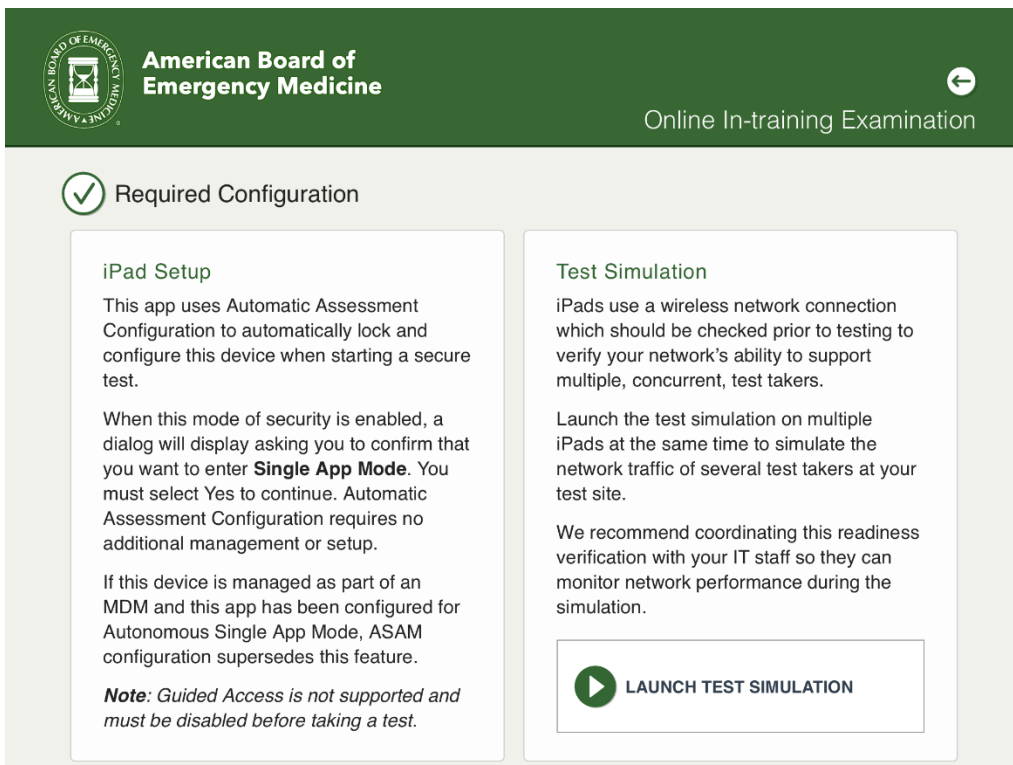 AMERICAN BOARD OF EMERGENCY MEDICINE
American Board of
Emergency Medicine
Online In-training Examination
Required Configuration
iPad Setup
This app uses Automatic Assessment
Configuration to automatically lock and
configure this device when starting a secure
test.
When this mode of security is enabled, a
dialog will display asking you to confirm that
you want to enter Single App Mode. You
must select Yes to continue. Automatic
Assessment Configuration requires no
additional management or setup.
If this device is managed as part of an
MDM and this app has been configured for
Autonomous Single App Mode, ASAM
configuration supersedes this feature.
Note: Guided Access is not supported and
must be disabled before taking a test.
Test Simulation
iPads use a wireless network connection
which should be checked prior to testing to
verify your network’s ability to support
multiple, concurrent, test takers.
Launch the test simulation on multiple
iPads at the same time to simulate the
network traffic of several test takers at your
test site.
We recommend coordinating this readiness
verification with your IT staff so they can
monitor network performance during the
simulation.
LAUNCH TEST SIMULATION